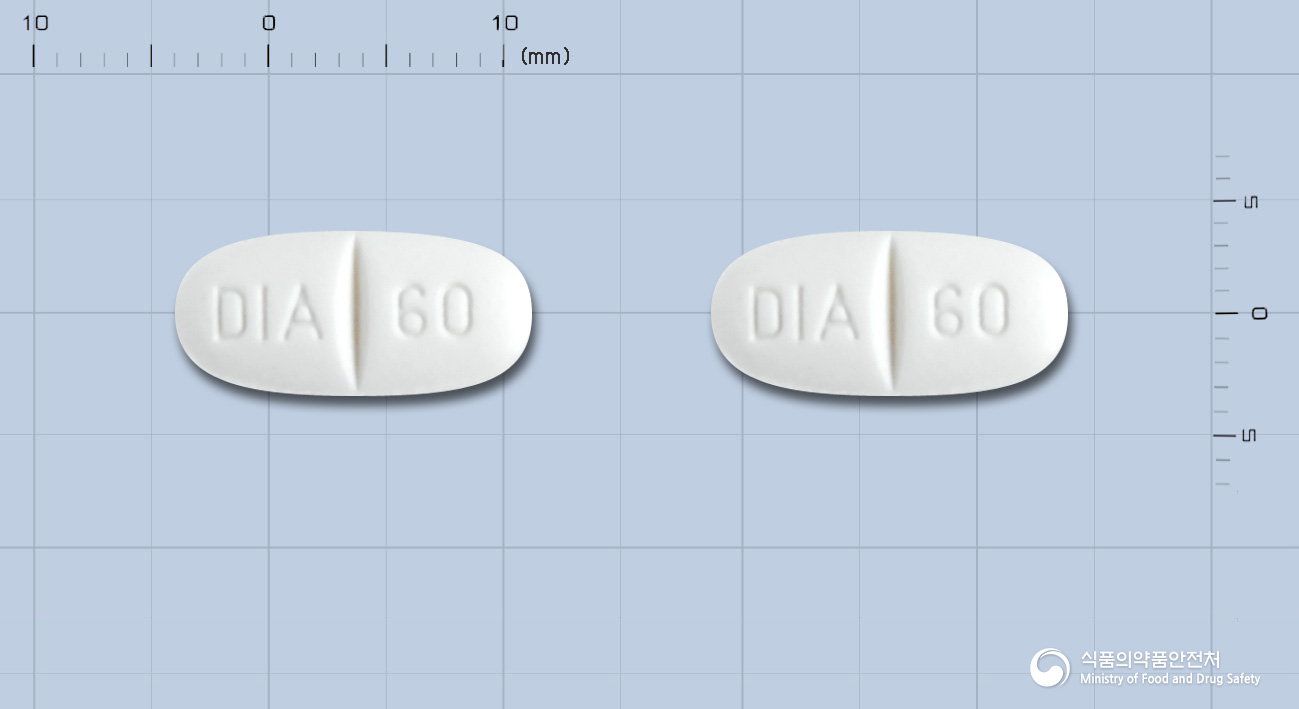 10 0 10
(mm)
DIA 60
DIA 60
5
0
5
식품의약품안전처
Ministry of Food and Drug Safety